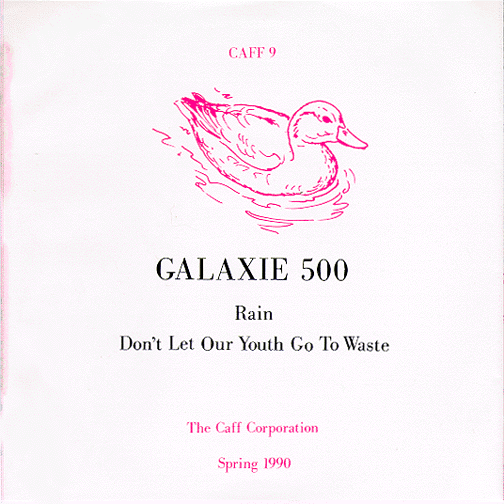 CAFF 9
GALAXIE 500
Rain
Don't Let Our Youth Go To Waste
The Caff Corporation
Spring 1990